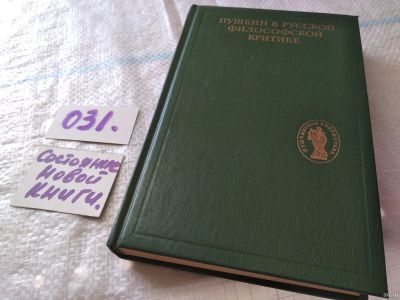 ПУШКИН В РУССКОЙ
ФИЛОСОФСКОЙ
КРИТИКЕ
031.
Состояние
новой
книги.